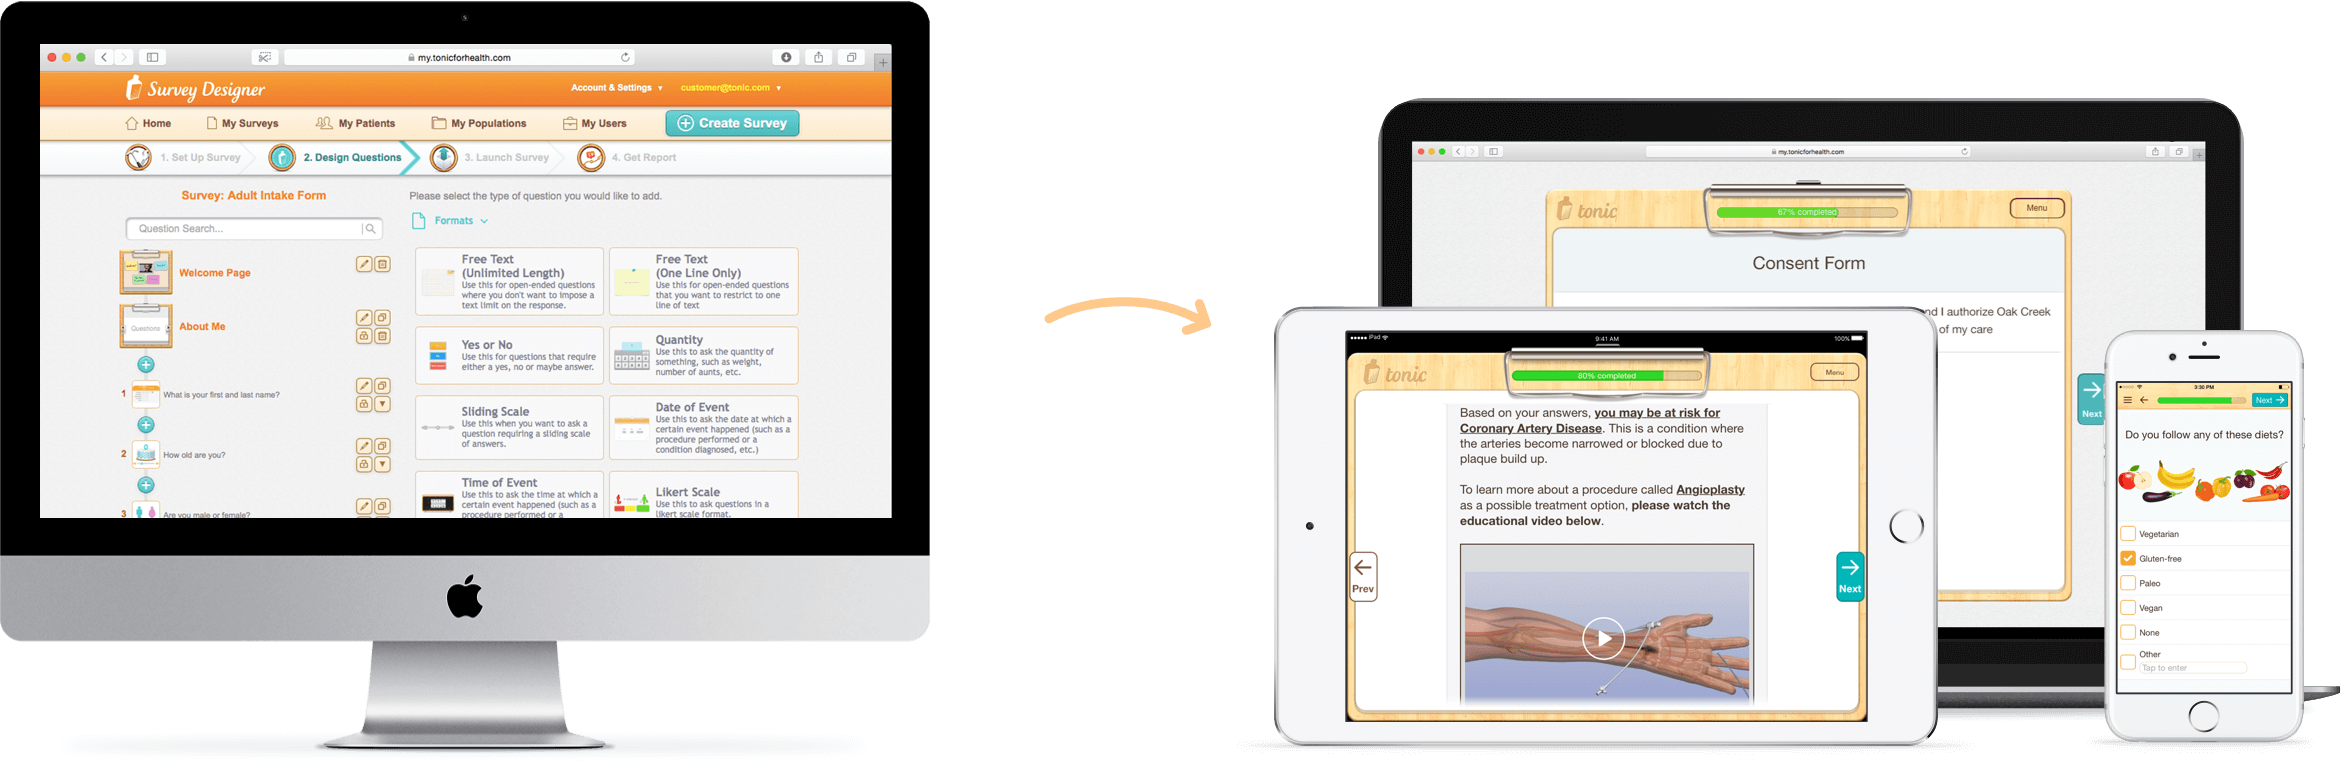 my.tonicforhealth.com
Survey Designer
Account & Settings
customer@tonic.com
Home
My Surveys
My Patients
My Populations
My Users
Create Survey
1. Set Up Survey
2. Design Questions
3. Launch Survey
4. Get Report
Survey: Adult Intake Form
Question Search...
Welcome Page
Questions
About Me
1
What is your first and last name?
2
How old are you?
3
Are you male or female?
Please select the type of question you would like to add.
Formats
Free Text
(Unlimited Length)
Use this for open-ended questions
where you don't want to impose a
text limit on the response.
Free Text
(One Line Only)
Use this for open-ended questions
that you want to restrict to one
line of text
Yes or No
Use this for questions that require
either a yes, no or maybe answer.
Quantity
Use this to ask the quantity of
something, such as weight,
number of aunts, etc.
Sliding Scale
Use this when you want to ask a
question requiring a sliding scale
of answers.
Date of Event
Use this to ask the date at which a
certain event happened (such as a
procedure performed or a
condition diagnosed, etc.)
Time of Event
Use this to ask the time at which a
certain event happened (such as a
procedure performed or a
Likert Scale
Use this to ask questions in a
likert scale format.
my.tonicforhealth.com
tonic
67% completed
Menu
Consent Form
nd I authorize Oak Creek
of my care
Next
iPad
9:41 AM
100%
tonic
80% completed
Menu
Based on your answers, you may be at risk for
Coronary Artery Disease. This is a condition where
the arteries become narrowed or blocked due to
plaque build up.
To learn more about a procedure called Angioplasty
as a possible treatment option, please watch the
educational video below.
Prev
Next
3:30 PM
Next
Do you follow any of these diets?
Vegetarian
Gluten-free
Paleo
Vegan
None
Other
Tap to enter